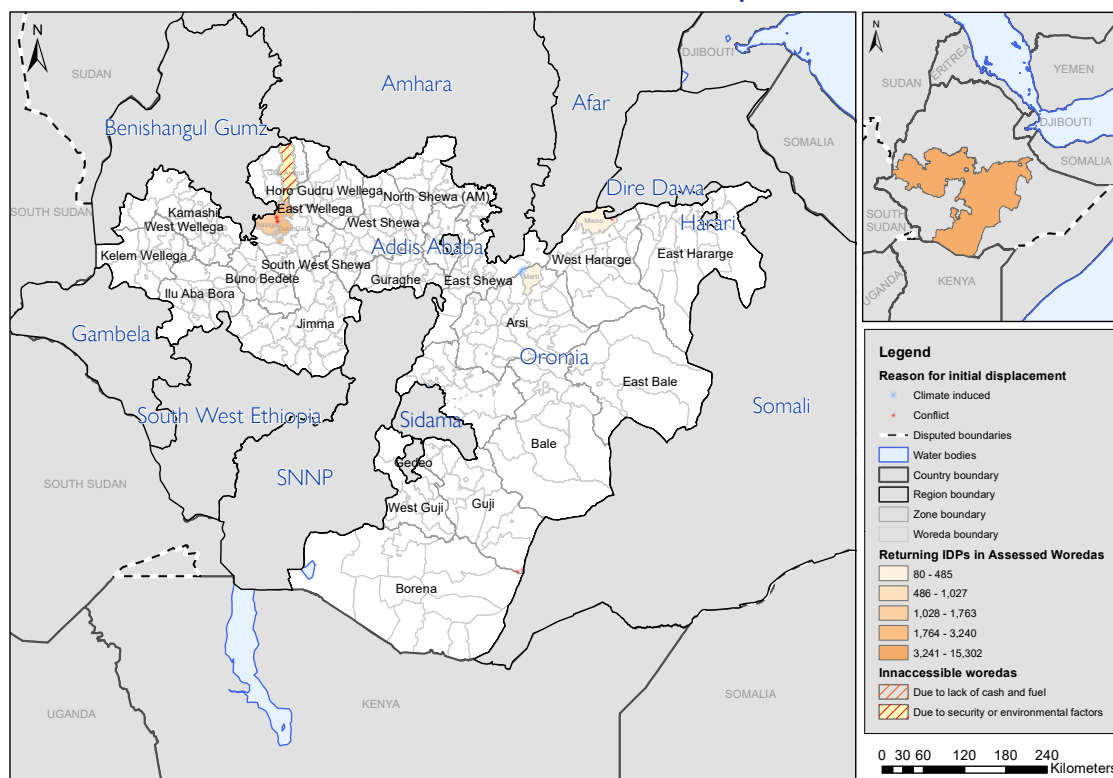 N
SUDAN
Amhara
DJIBOUTI
Afar
Benishangul Gumz
SOMALIA
SOUTH SUDAN
Horo Gudru Wellega
Dire Dawa
Kamashi
East Wellega
North Shewa (AM)
Mieso
Harari
West Wellega
West Shewa
Addis Ababa
Kelem Wellega
South West Shewa
West Hararge
East Hararge
Buno Bedele
Guraghe
East Shewa
Merti
Ilu Aba Bora
Jimma
Arsi
Gambela
Oromia
East Bale
South West Ethiopia
Sidama
Somali
Bale
Gedeo
SNNP
SOUTH SUDAN
West Guji
Guji
Borena
UGANDA
KENYA
SOMALIA
N
SUDAN
ERITREA
YEMEN
DJIBOUTI
SOMALIA
SOUTH
SUDAN
UGANDA
KENYA
Legend
Reason for initial displacement
Climate induced
Conflict
Disputed boundaries
Water bodies
Country boundary
Region boundary
Zone boundary
Woreda boundary
Returning IDPs in Assessed Woredas
80 - 485
486 - 1,027
1,028 - 1,763
1,764 - 3,240
3,241 - 15,302
Innaccessible woredas
Due to lack of cash and fuel
Due to security or environmental factors
0 30 60 120 180 240
Kilometers